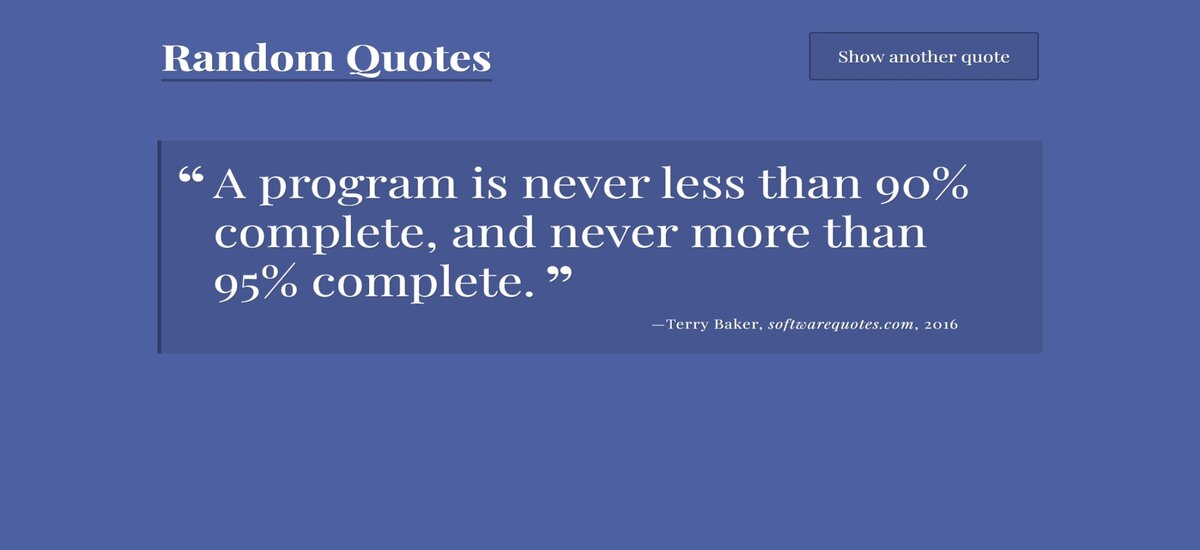 Random Quotes
Show another quote
“ A program is never less than 90%
complete, and never more than
95% complete. ”
—Terry Baker, softwarequotes.com, 2016